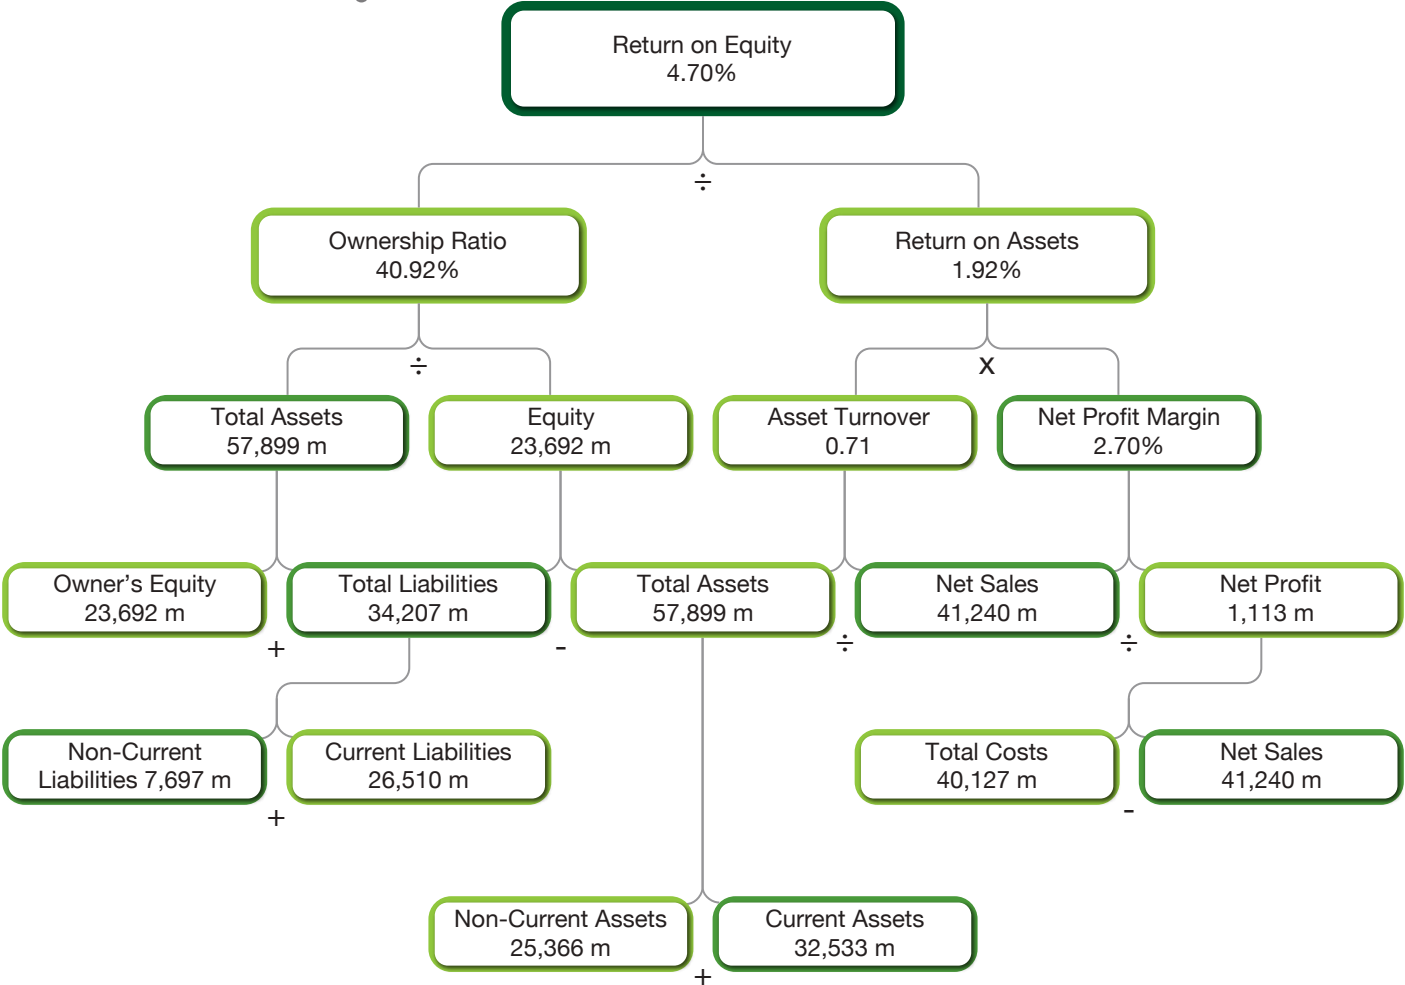 Return on Equity
4.70%
÷
Ownership Ratio
40.92%
Return on Assets
1.92%
÷
x
Total Assets
57,899 m
Equity
23,692 m
Asset Turnover
0.71
Net Profit Margin
2.70%
Owner’s Equity
23,692 m
Total Liabilities
34,207 m
Total Assets
57,899 m
Net Sales
41,240 m
Net Profit
1,113 m
+
-
÷
÷
Non-Current
Liabilities 7,697 m
Current Liabilities
26,510 m
Total Costs
40,127 m
Net Sales
41,240 m
+
-
Non-Current Assets
25,366 m
Current Assets
32,533 m
+